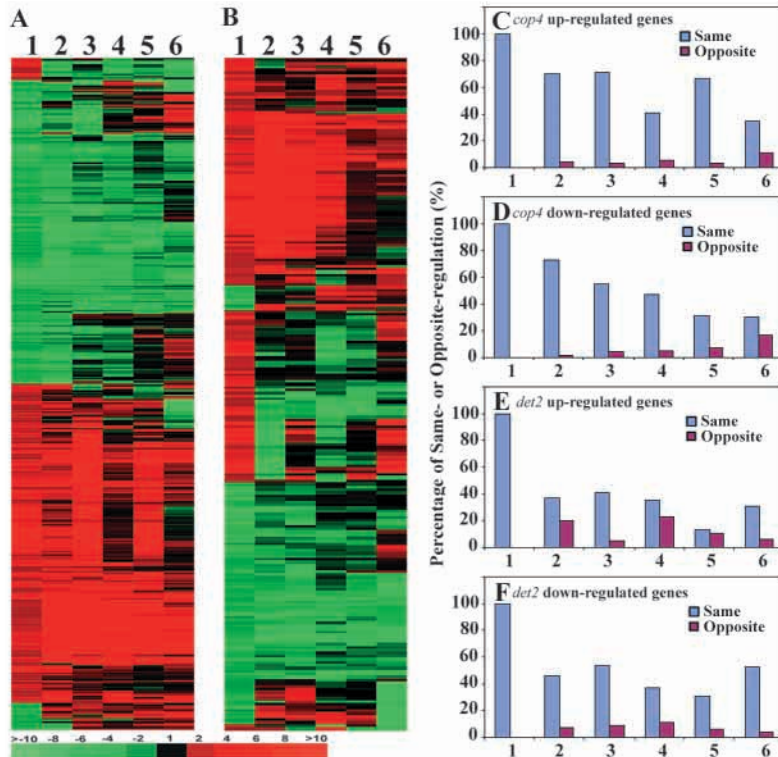 A
1 2 3 4 5 6
>-10 -8 -6 -4 -2 1 2 4 6 8 >10
B
1 2 3 4 5 6
Percentage of Same- or Opposite-regulation (%)
C cop4 up-regulated genes
Same
Opposite
100
80
60
40
20
0
1 2 3 4 5 6
D cop4 down-regulated genes
Same
Opposite
100
80
60
40
20
0
1 2 3 4 5 6
E det2 up-regulated genes
Same
Opposite
100
80
60
40
20
0
1 2 3 4 5 6
F det2 down-regulated genes
Same
Opposite
100
80
60
40
20
0
1 2 3 4 5 6